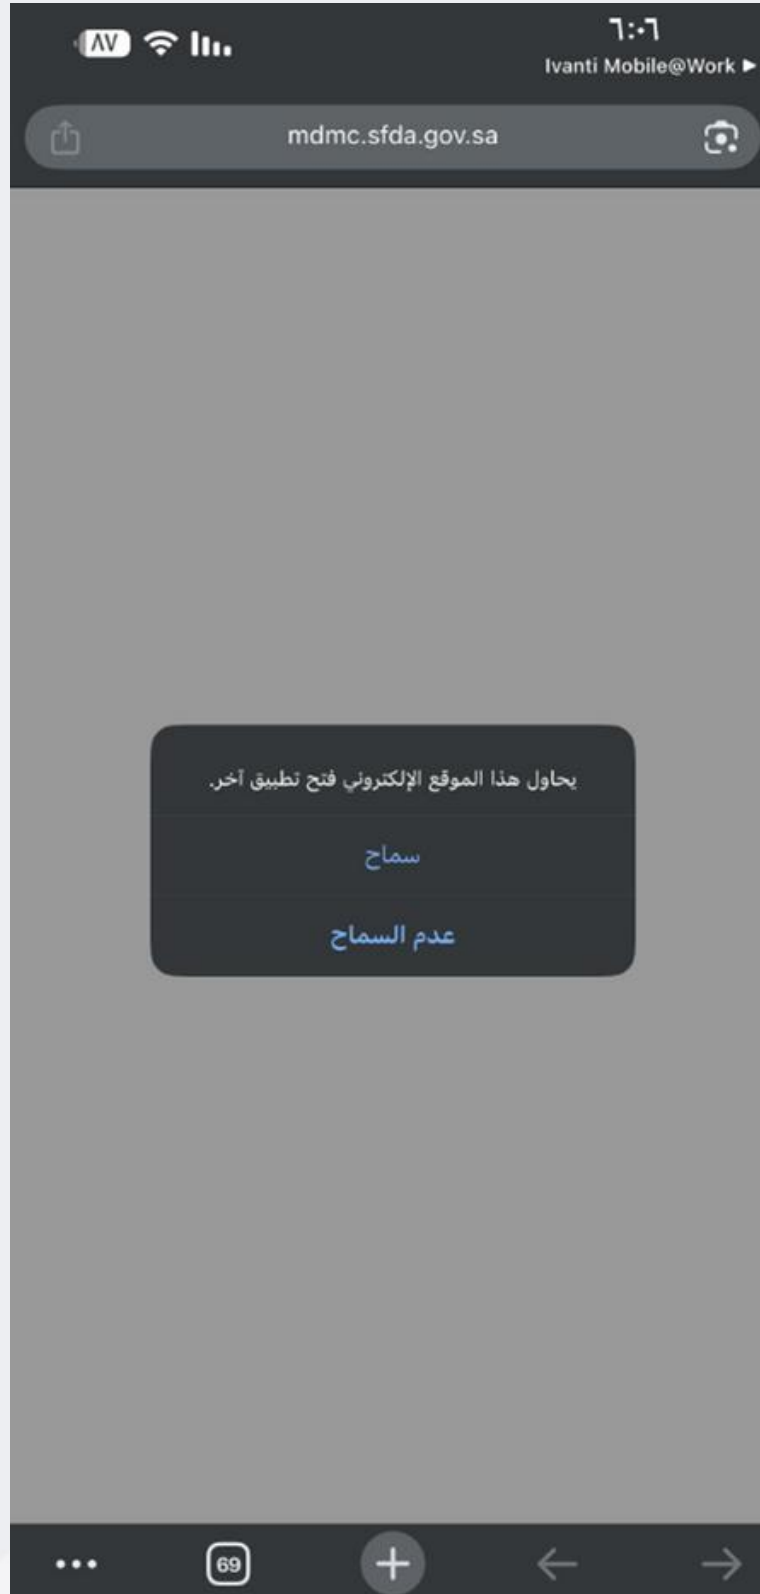 ٦:٠٦
٨٧
Ivanti Mobile@Work ►
mdmc.sfda.gov.sa
يحاول هذا الموقع الإلكتروني فتح تطبيق آخر.
سماح
عدم السماح
69